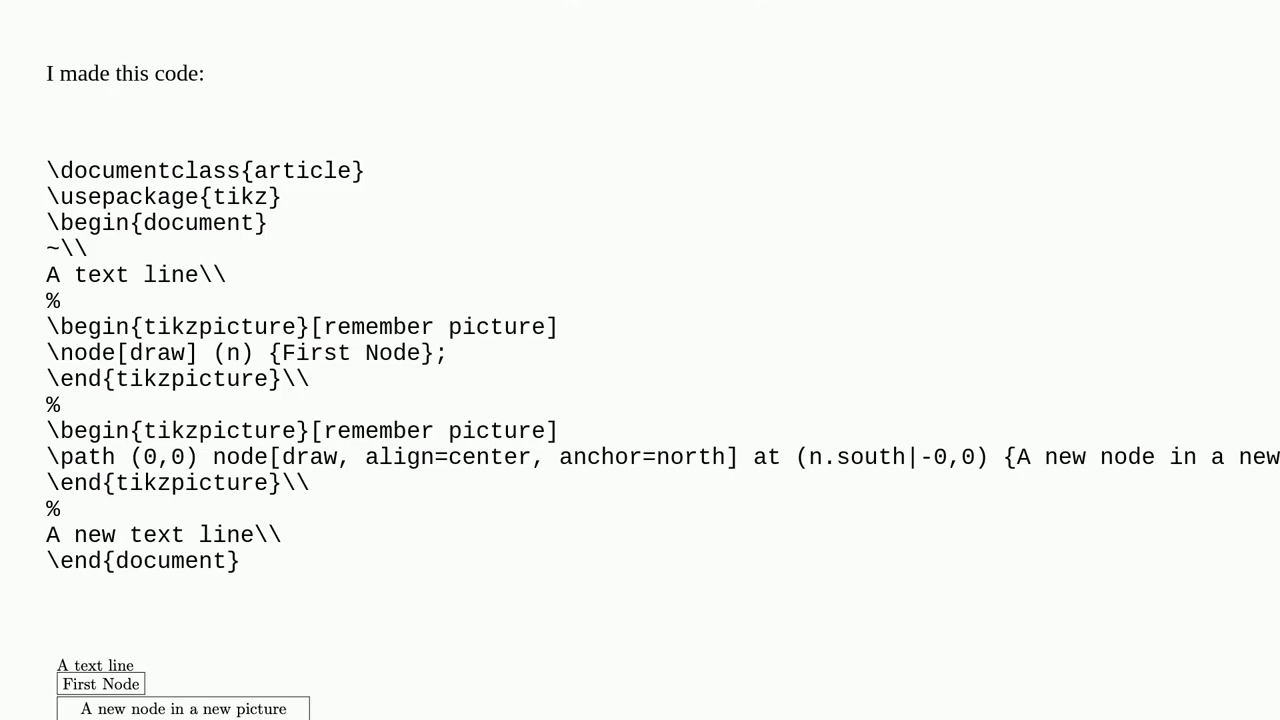 I made this code:
\documentclass{article}
\usepackage{tikz}
\begin{document}
~\\
A text line\\
%
\begin{tikzpicture}[remember picture]
\node[draw] (n) {First Node};
\end{tikzpicture}\\
%
\begin{tikzpicture}[remember picture]
\path (0,0) node[draw, align=center, anchor=north] at (n.south|-0,0) {A new node in a new
\end{tikzpicture}\\
%
A new text line\\
\end{document}
A text line
First Node
A new node in a new picture